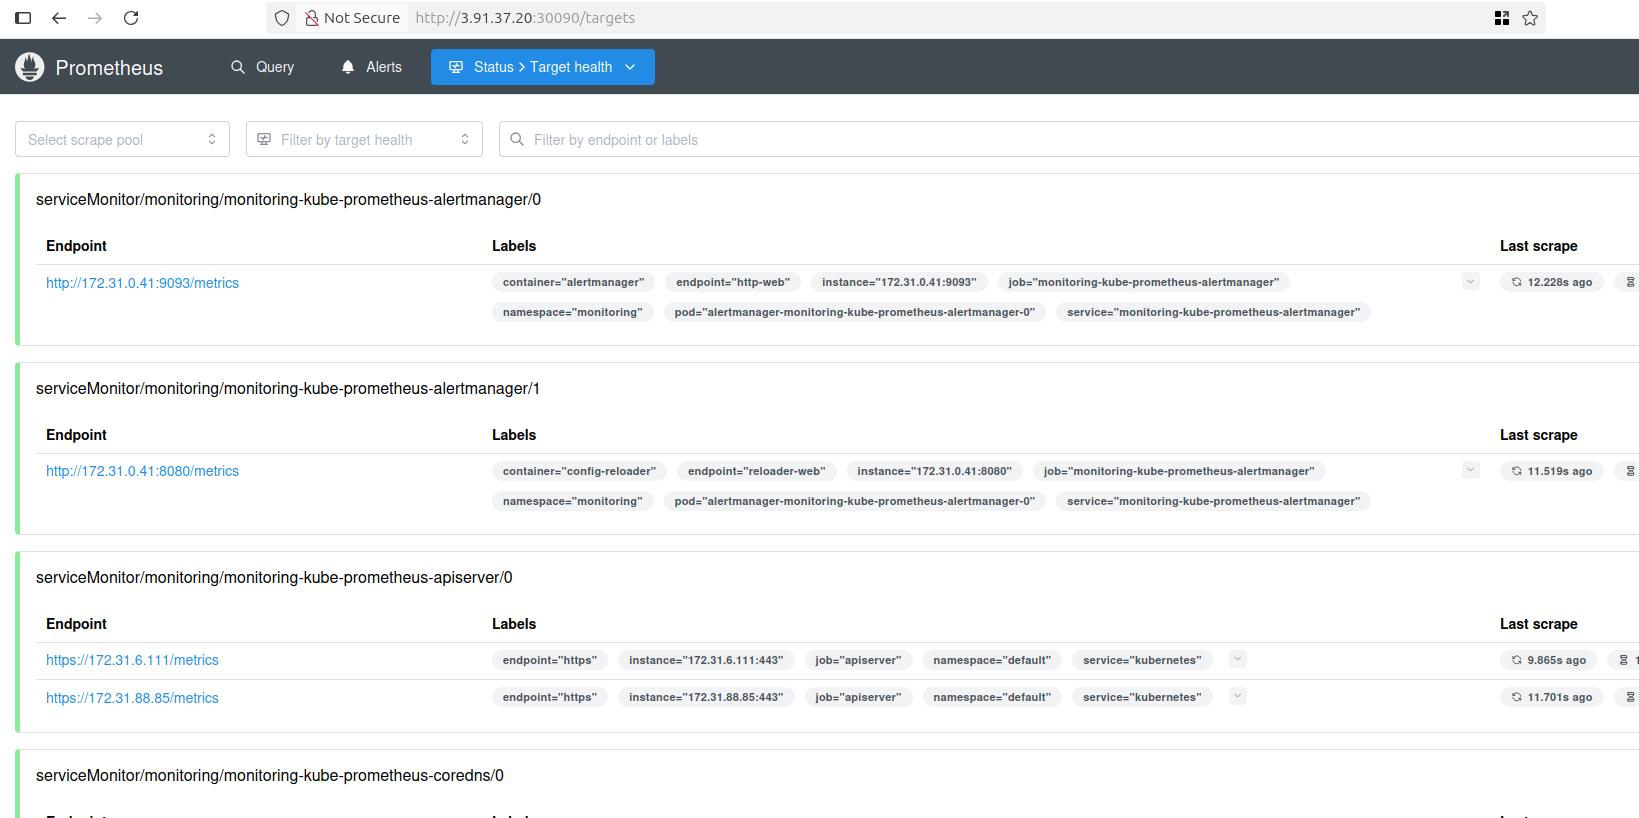 Not Secure http://3.91.37.20:30090/targets
Prometheus Query Alerts Status > Target health
Select scrape pool Filter by target health Filter by endpoint or labels
serviceMonitor/monitoring/monitoring-kube-prometheus-alertmanager/0
Endpoint Labels Last scrape
http://172.31.0.41:9093/metrics container="alertmanager" endpoint="http-web" instance="172.31.0.41:9093" job="monitoring-kube-prometheus-alertmanager" 12.228s ago
namespace="monitoring" pod="alertmanager-monitoring-kube-prometheus-alertmanager-0" service="monitoring-kube-prometheus-alertmanager"
serviceMonitor/monitoring/monitoring-kube-prometheus-alertmanager/1
Endpoint Labels Last scrape
http://172.31.0.41:8080/metrics container="config-reloader" endpoint="reloader-web" instance="172.31.0.41:8080" job="monitoring-kube-prometheus-alertmanager" 11.519s ago
namespace="monitoring" pod="alertmanager-monitoring-kube-prometheus-alertmanager-0" service="monitoring-kube-prometheus-alertmanager"
serviceMonitor/monitoring/monitoring-kube-prometheus-apiserver/0
Endpoint Labels Last scrape
https://172.31.6.111/metrics endpoint="https" instance="172.31.6.111:443" job="apiserver" namespace="default" service="kubernetes" 9.865s ago
https://172.31.88.85/metrics endpoint="https" instance="172.31.88.85:443" job="apiserver" namespace="default" service="kubernetes" 11.701s ago
serviceMonitor/monitoring/monitoring-kube-prometheus-coredns/0